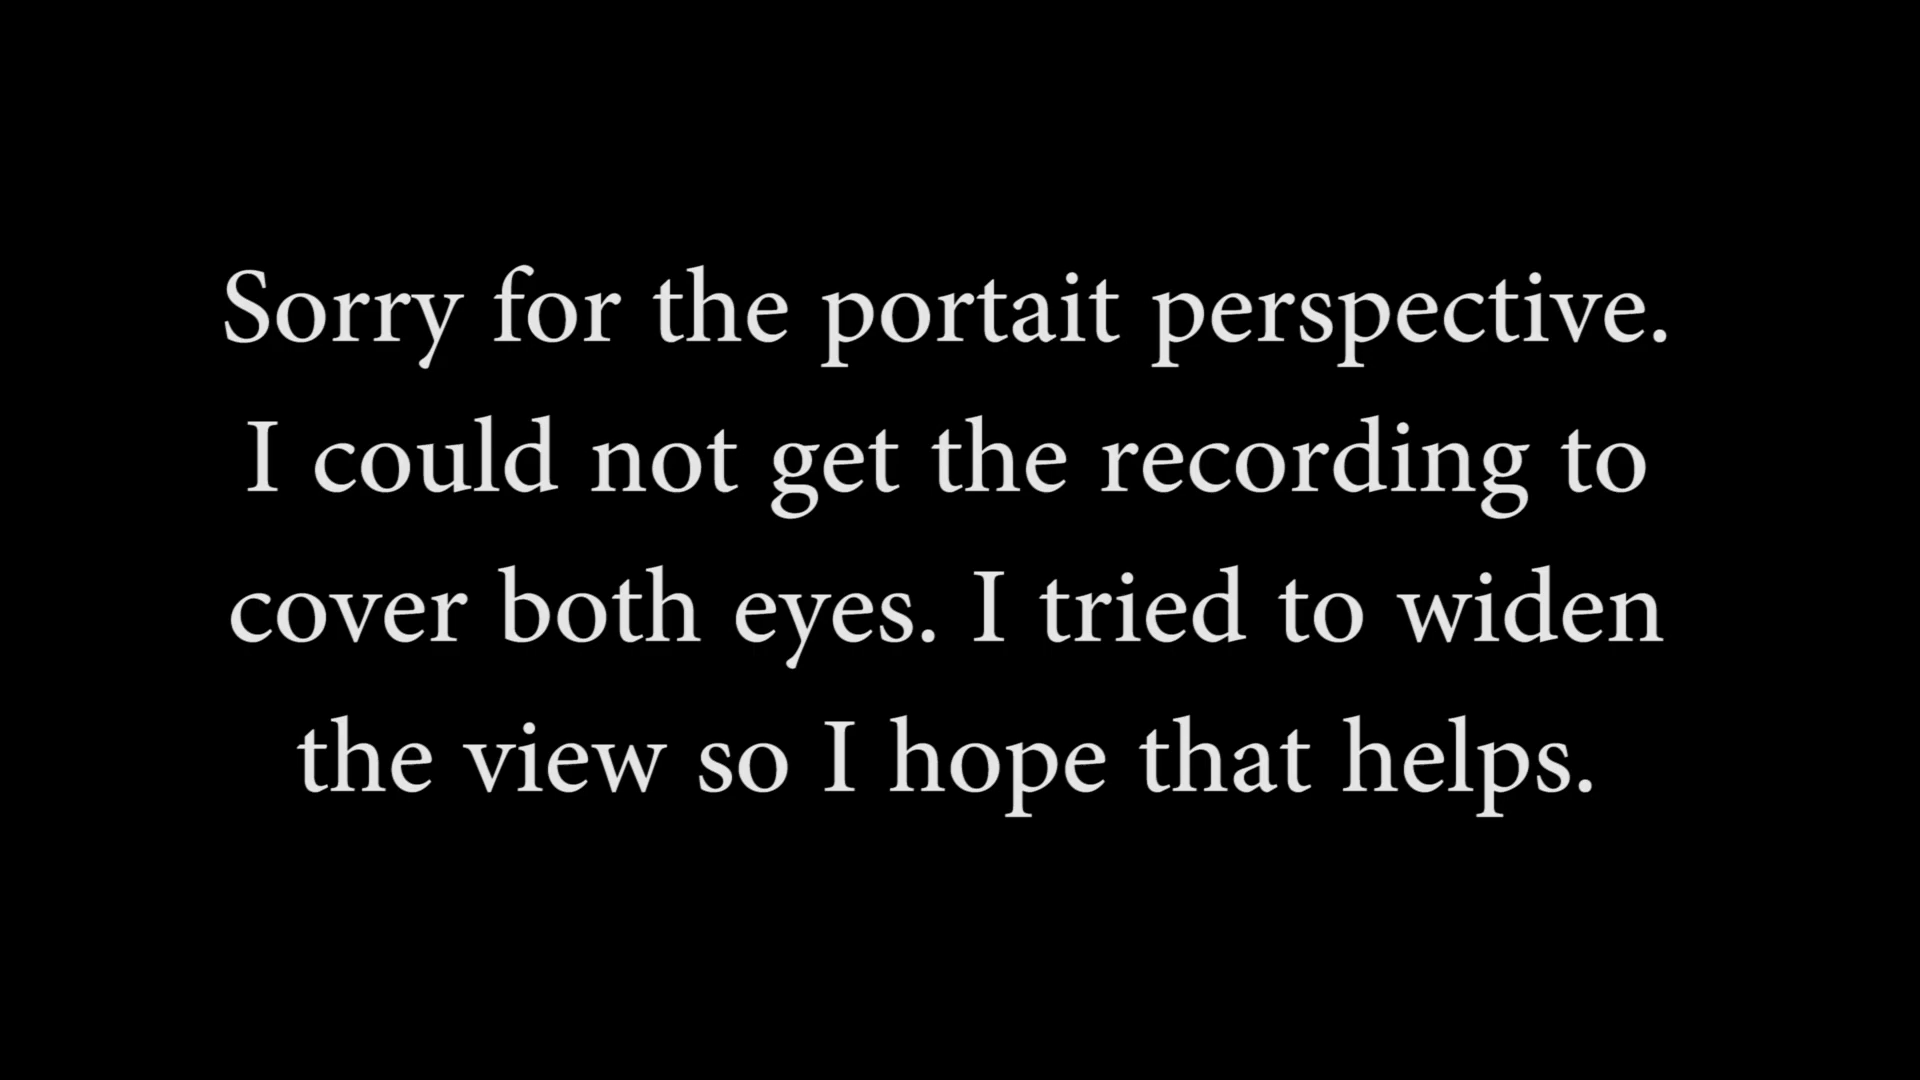 Sorry for the portait perspective.
I could not get the recording to
cover both eyes. I tried to widen
the view so I hope that helps.